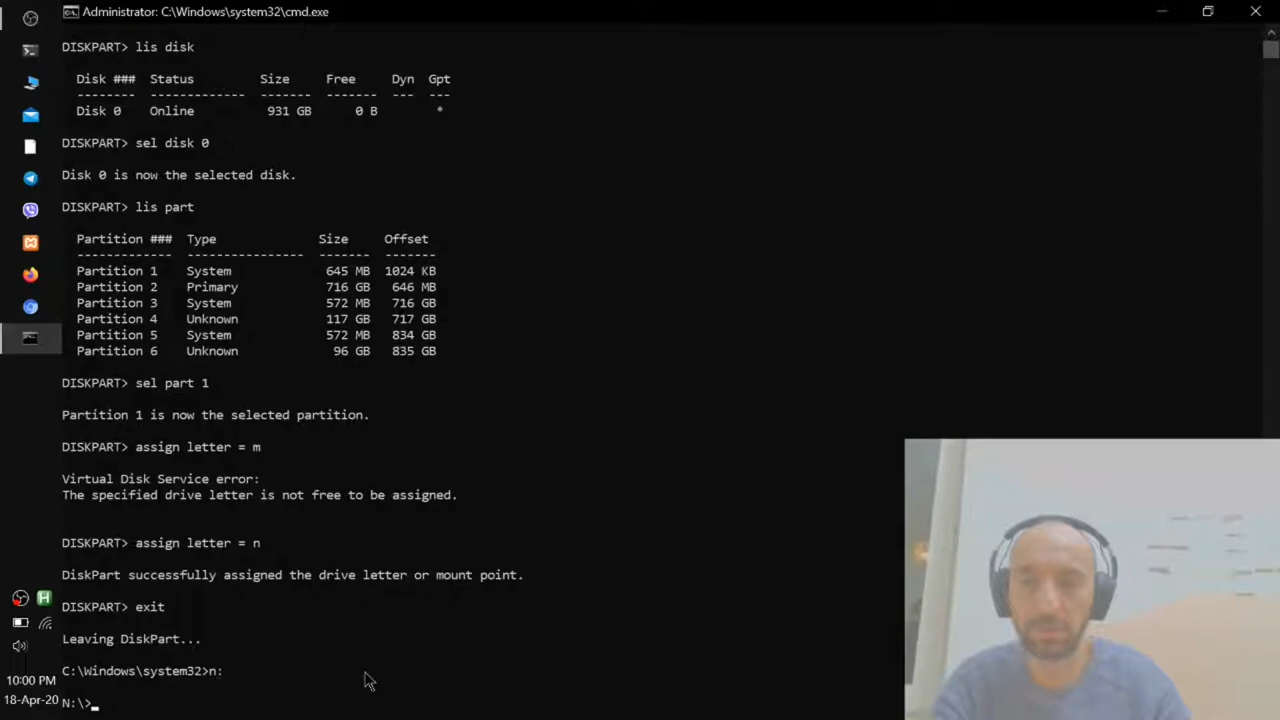 Administrator: C:\Windows\system32\cmd.exe
DISKPART> lis disk
Disk ### Status Size Free Dyn Gpt
-------- ------------- ------- ------- --- ---
Disk 0 Online 931 GB 0 B *
DISKPART> sel disk 0
Disk 0 is now the selected disk.
DISKPART> lis part
Partition ### Type Size Offset
------------- ---------------- ------- -------
Partition 1 System 645 MB 1024 KB
Partition 2 Primary 716 GB 646 MB
Partition 3 System 572 MB 716 GB
Partition 4 Unknown 117 GB 717 GB
Partition 5 System 572 MB 834 GB
Partition 6 Unknown 96 GB 835 GB
DISKPART> sel part 1
Partition 1 is now the selected partition.
DISKPART> assign letter = m
Virtual Disk Service error:
The specified drive letter is not free to be assigned.
DISKPART> assign letter = n
DiskPart successfully assigned the drive letter or mount point.
DISKPART> exit
Leaving DiskPart...
C:\Windows\system32>n:
N:\>
H
10:00 PM
18-Apr-20